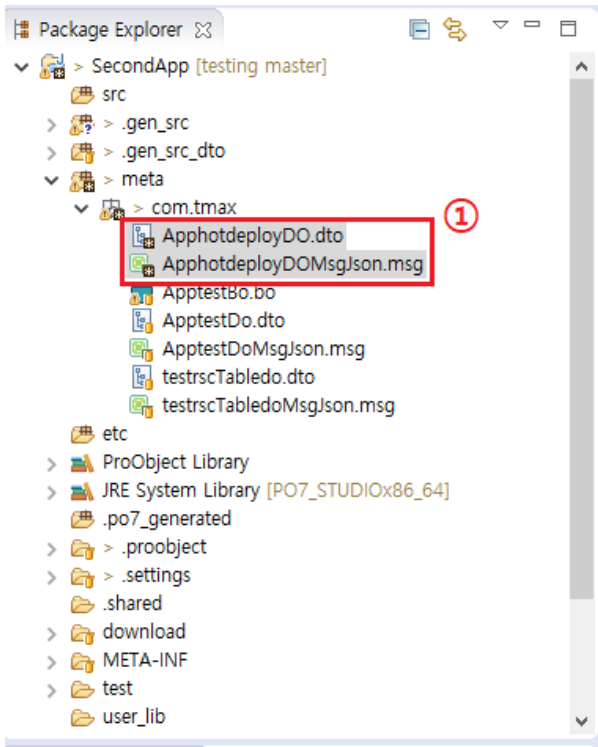 Package Explorer
> SecondApp [testing master]
src
> .gen_src
> .gen_src_dto
> meta
> com.tmax
①
ApphotdeployDO.dto
ApphotdeployDOMsgJson.msg
ApptestBo.bo
ApptestDo.dto
ApptestDoMsgJson.msg
testrscTabledo.dto
testrscTabledoMsgJson.msg
etc
ProObject Library
JRE System Library [PO7_STUDIOx86_64]
.po7_generated
> .proobject
> .settings
.shared
download
META-INF
test
user_lib